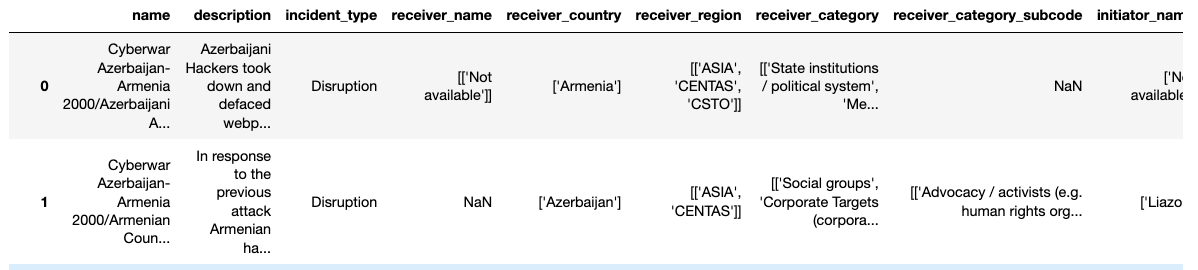 name description incident_type receiver_name receiver_country receiver_region receiver_category receiver_category_subcode initiator_nam
0 Cyberwar Azerbaijan-Armenia 2000/Azerbaijani A... Azerbaijani Hackers took down and defaced webp... Disruption [['Not available']] ['Armenia'] [['ASIA', 'CENTAS', 'CSTO']] [['State institutions / political system', 'Me... NaN ['No available
1 Cyberwar Azerbaijan-Armenia 2000/Armenian Coun... In response to the previous attack Armenian ha... Disruption NaN ['Azerbaijan'] [['ASIA', 'CENTAS']] [['Social groups', 'Corporate Targets (corpora... [['Advocacy / activists (e.g. human rights org... ['Liazo